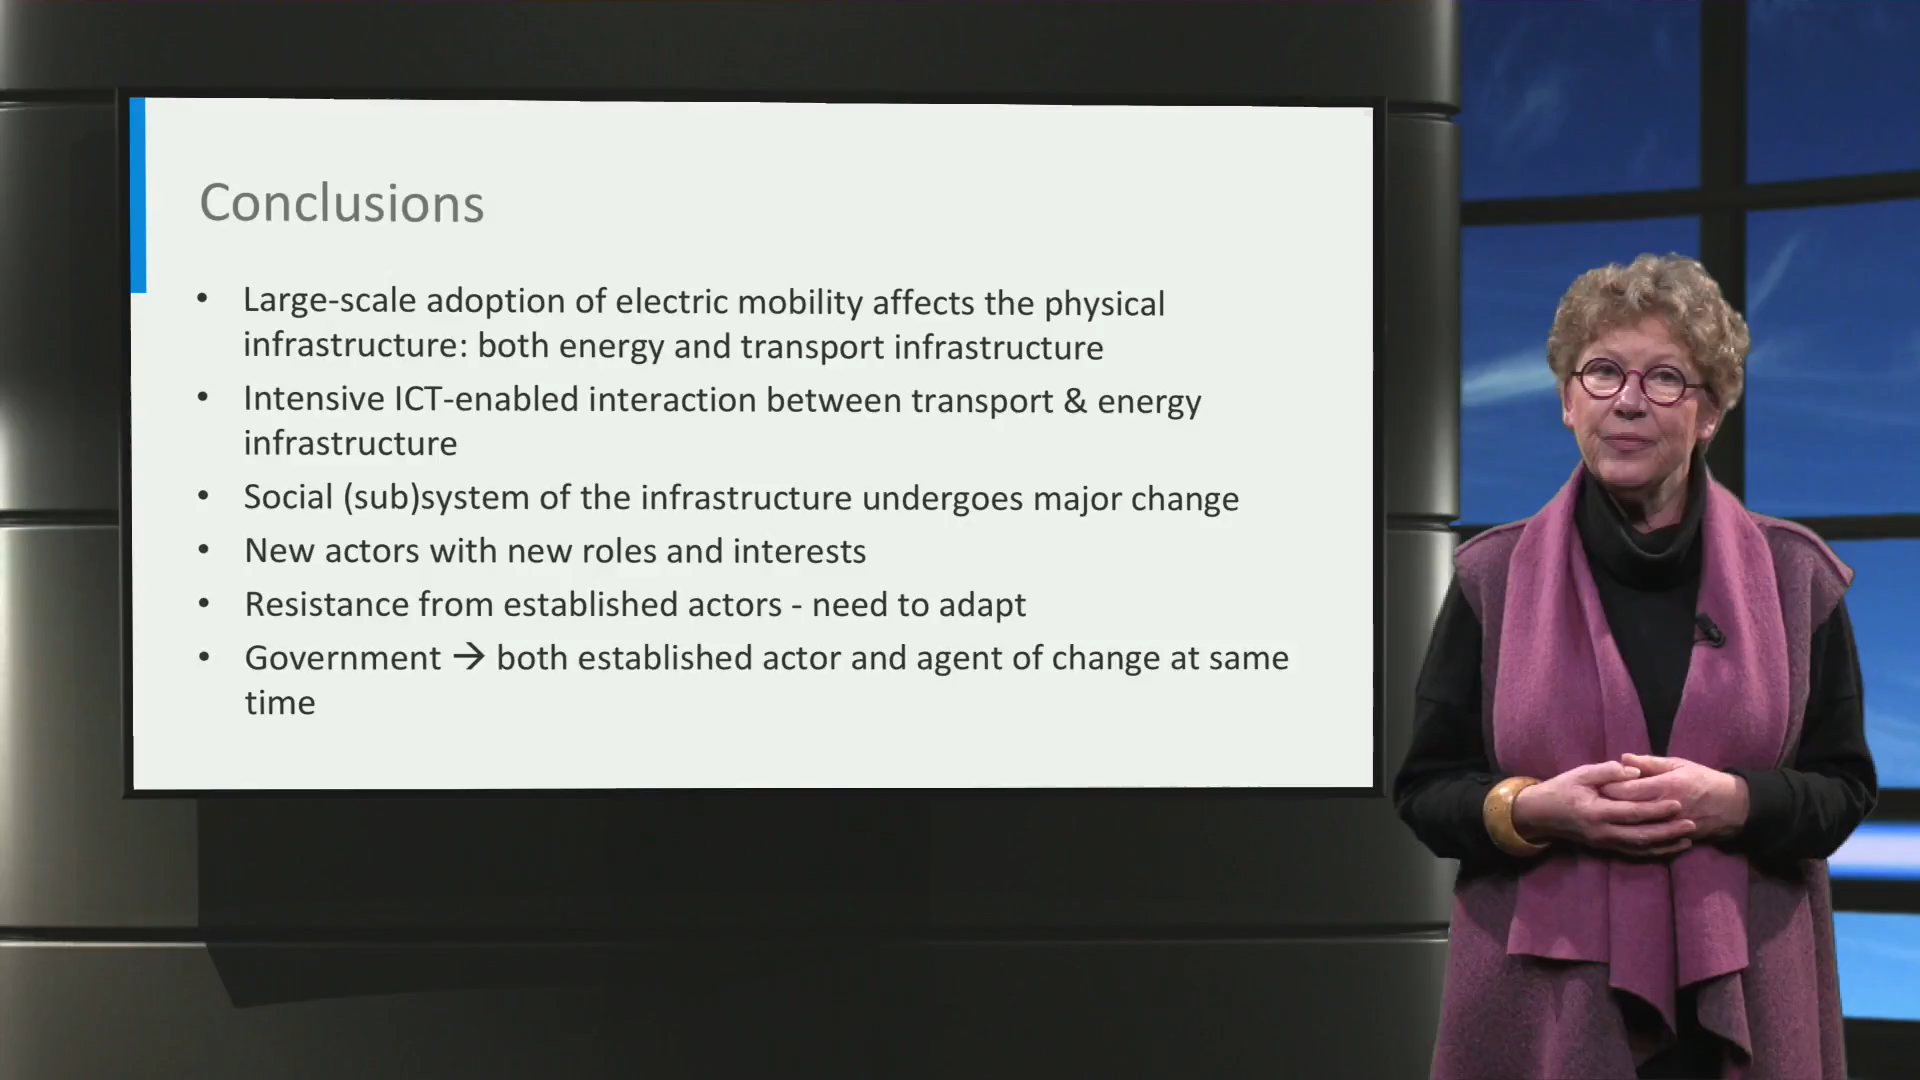 Conclusions
• Large-scale adoption of electric mobility affects the physical
infrastructure: both energy and transport infrastructure
• Intensive ICT-enabled interaction between transport & energy
infrastructure
• Social (sub)system of the infrastructure undergoes major change
• New actors with new roles and interests
• Resistance from established actors - need to adapt
• Government → both established actor and agent of change at same
time